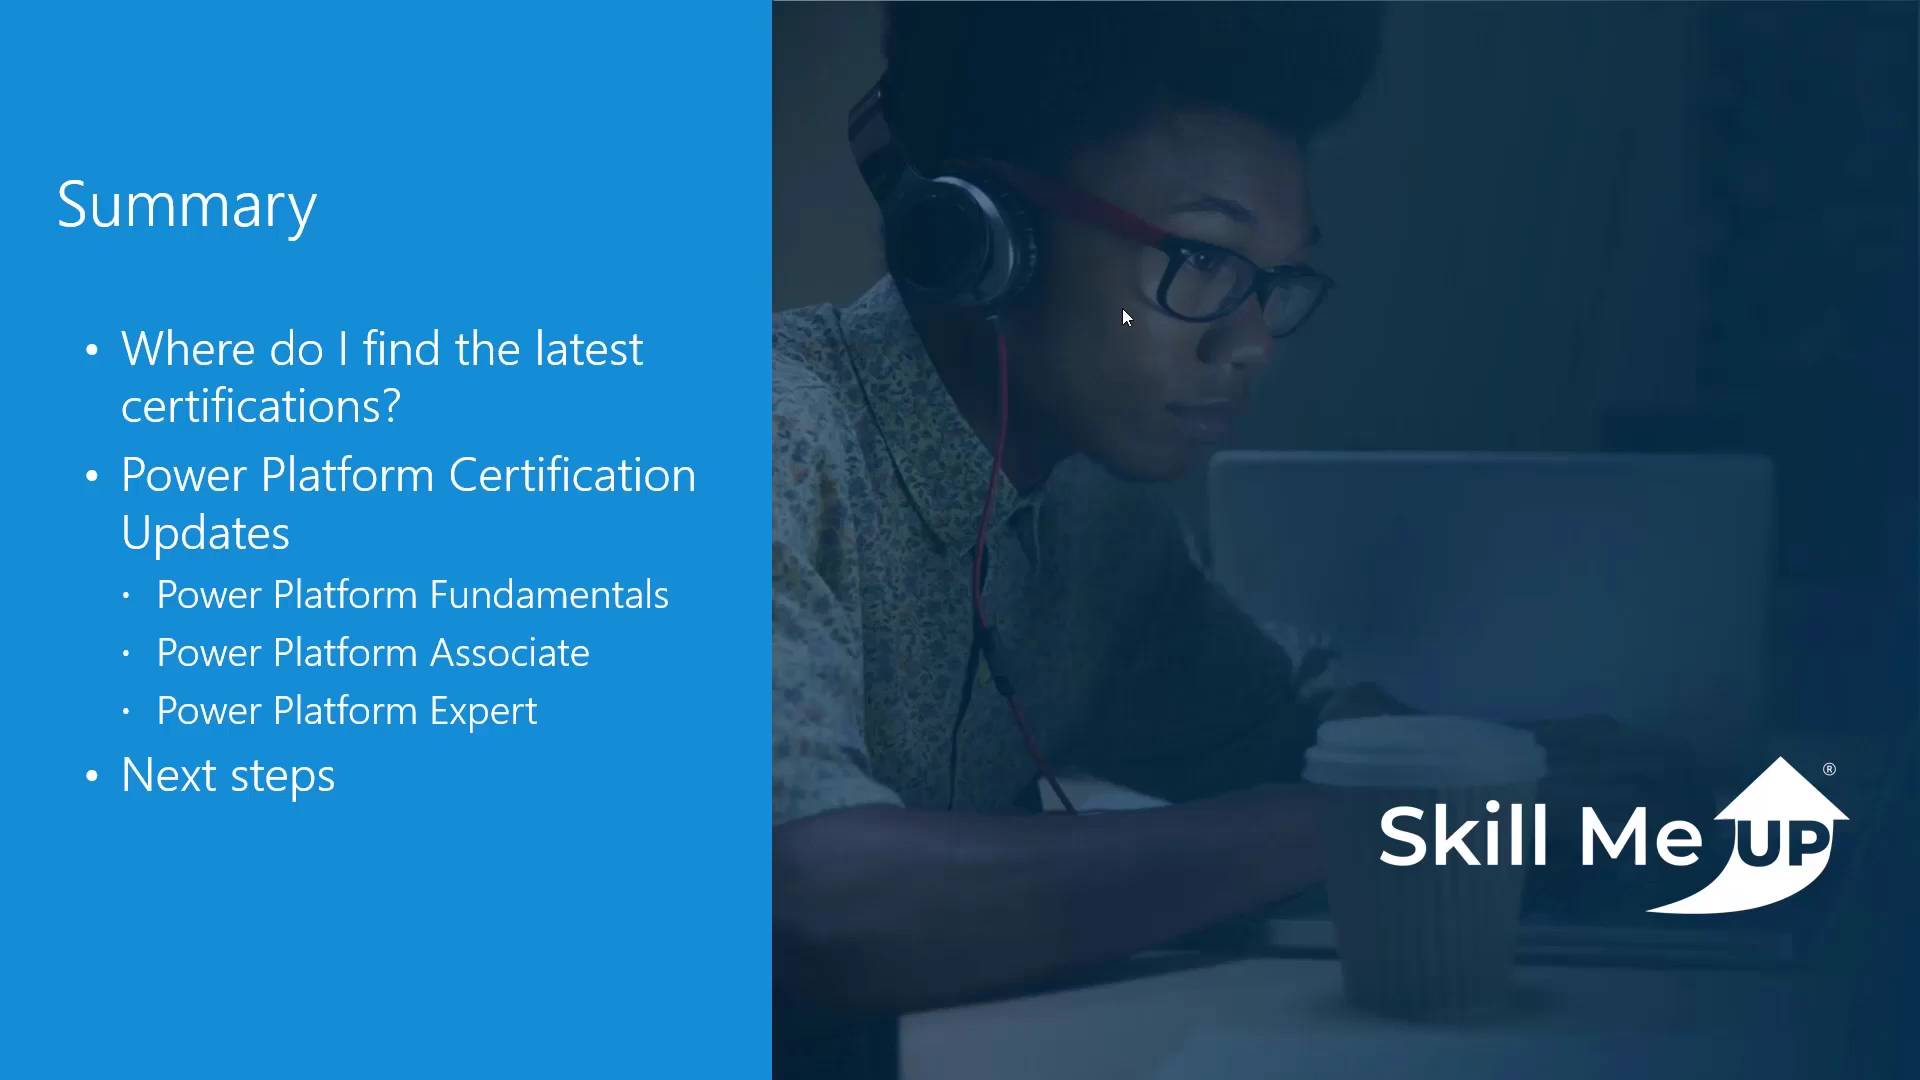 Summary
• Where do I find the latest
certifications?
• Power Platform Certification
Updates
• Power Platform Fundamentals
• Power Platform Associate
• Power Platform Expert
• Next steps
Skill Me UP ®